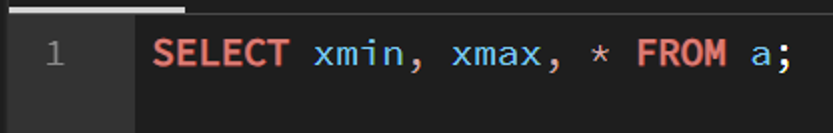 1 SELECT xmin, xmax, * FROM a;